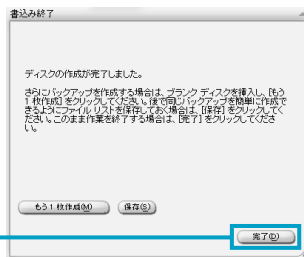 書込み終了
ディスクの作成が完了しました。
さらにバックアップを作成する場合は、ブランク ディスクを挿入し、[もう
1 枚作成] をクリックしてください。後で同じバックアップを簡単に作成で
きるようにファイル リストを保存しておく場合は、[保存] をクリックしてく
ださい。このまま作業を終了する場合は、[完了] をクリックしてくださ
い。
もう 1 枚作成(M)
保存(S)
完了(D)